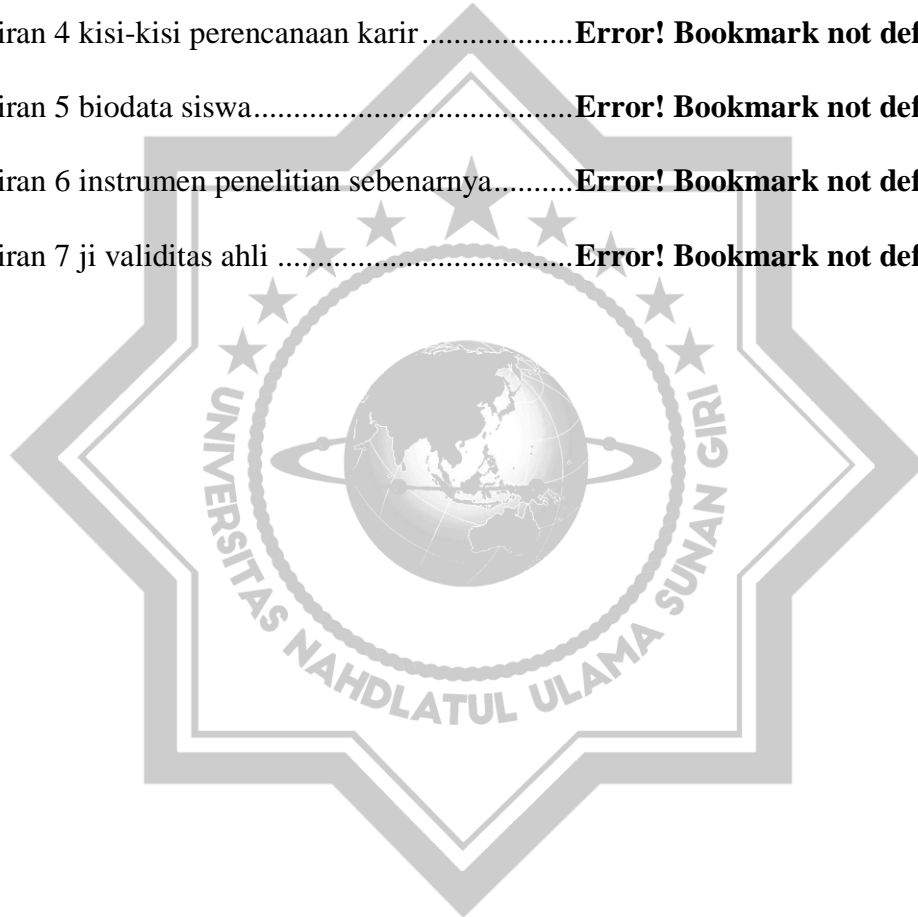 iran 4 kisi-kisi perencanaan karir...................Error! Bookmark not def
iran 5 biodata siswa........................................Error! Bookmark not def
iran 6 instrumen penelitian sebenarnya..........Error! Bookmark not def
iran 7 ji validitas ahli .....................................Error! Bookmark not def
UNIVERSITAS NAHDLATUL ULAMA SUNAN GIRI